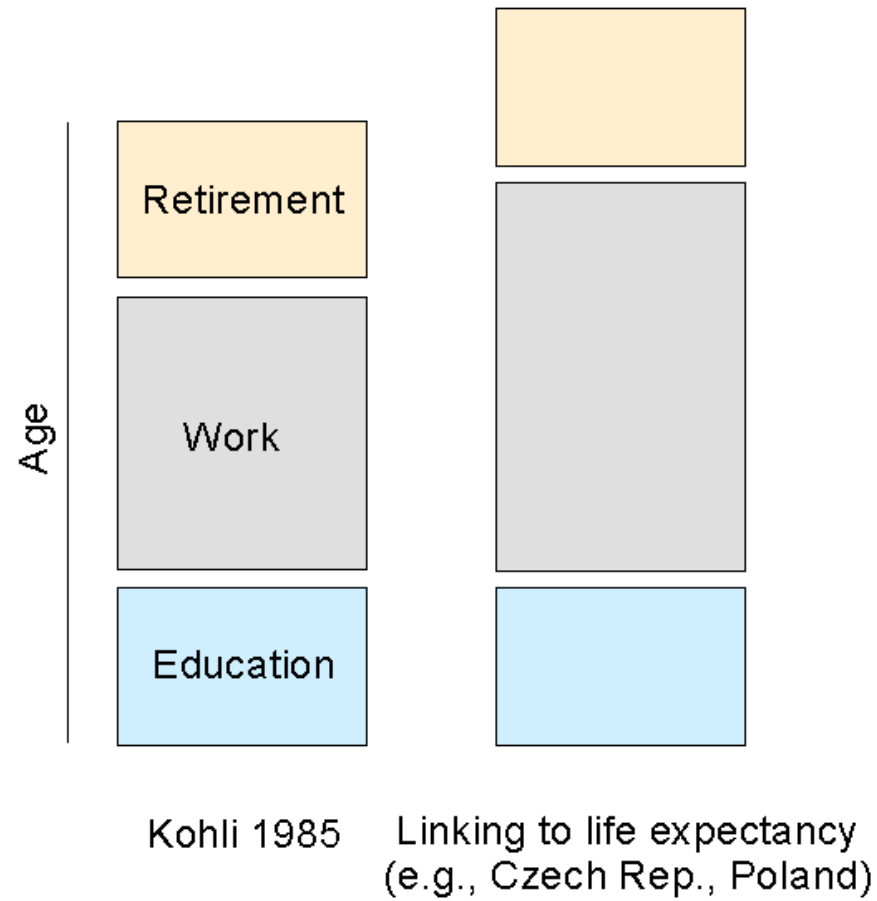 Retirement
Work
Education
Age
Kohli 1985
Linking to life expectancy
(e.g., Czech Rep., Poland)